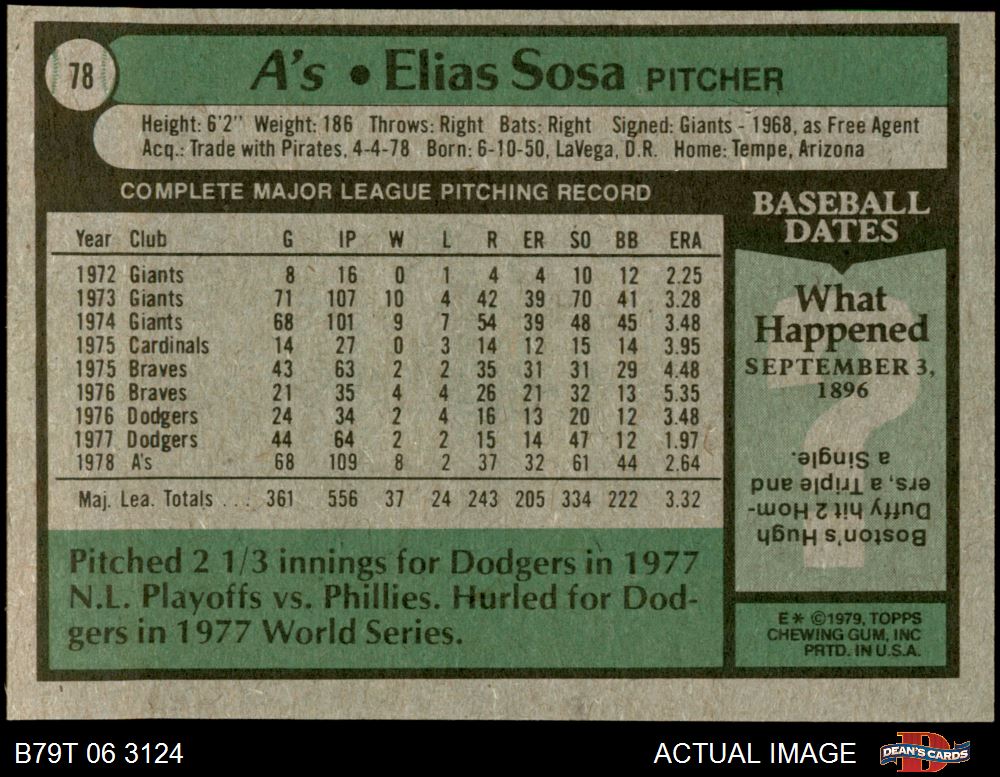 78
A's • Elias Sosa PITCHER
Height: 6'2" Weight: 186 Throws: Right Bats: Right Signed: Giants - 1968, as Free Agent
Acq.: Trade with Pirates, 4-4-78 Born: 6-10-50, LaVega, D.R. Home: Tempe, Arizona
COMPLETE MAJOR LEAGUE PITCHING RECORD
Year Club G IP W L R ER SO BB ERA
1972 Giants 8 16 0 1 4 4 10 12 2.25
1973 Giants 71 107 10 4 42 39 70 41 3.28
1974 Giants 68 101 9 7 54 39 48 45 3.48
1975 Cardinals 14 27 0 3 14 12 15 14 3.95
1975 Braves 43 63 2 2 35 31 31 29 4.48
1976 Braves 21 35 4 4 26 21 32 13 5.35
1976 Dodgers 24 34 2 4 16 13 20 12 3.48
1977 Dodgers 44 64 2 2 15 14 47 12 1.97
1978 A's 68 109 8 2 37 32 61 44 2.64
Maj. Lea. Totals ... 361 556 37 24 243 205 334 222 3.32
Pitched 2 1/3 innings for Dodgers in 1977
N.L. Playoffs vs. Phillies. Hurled for Dod-
gers in 1977 World Series.
BASEBALL
DATES
What
Happened
SEPTEMBER 3,
1896
?
Boston's Hugh
Duffy hit 2 Hom-
ers, a Triple and
a Single.
E* ©1979, TOPPS
CHEWING GUM, INC
PRTD. IN U.S.A.
B79T 06 3124
ACTUAL IMAGE
D
DEAN'S CARDS